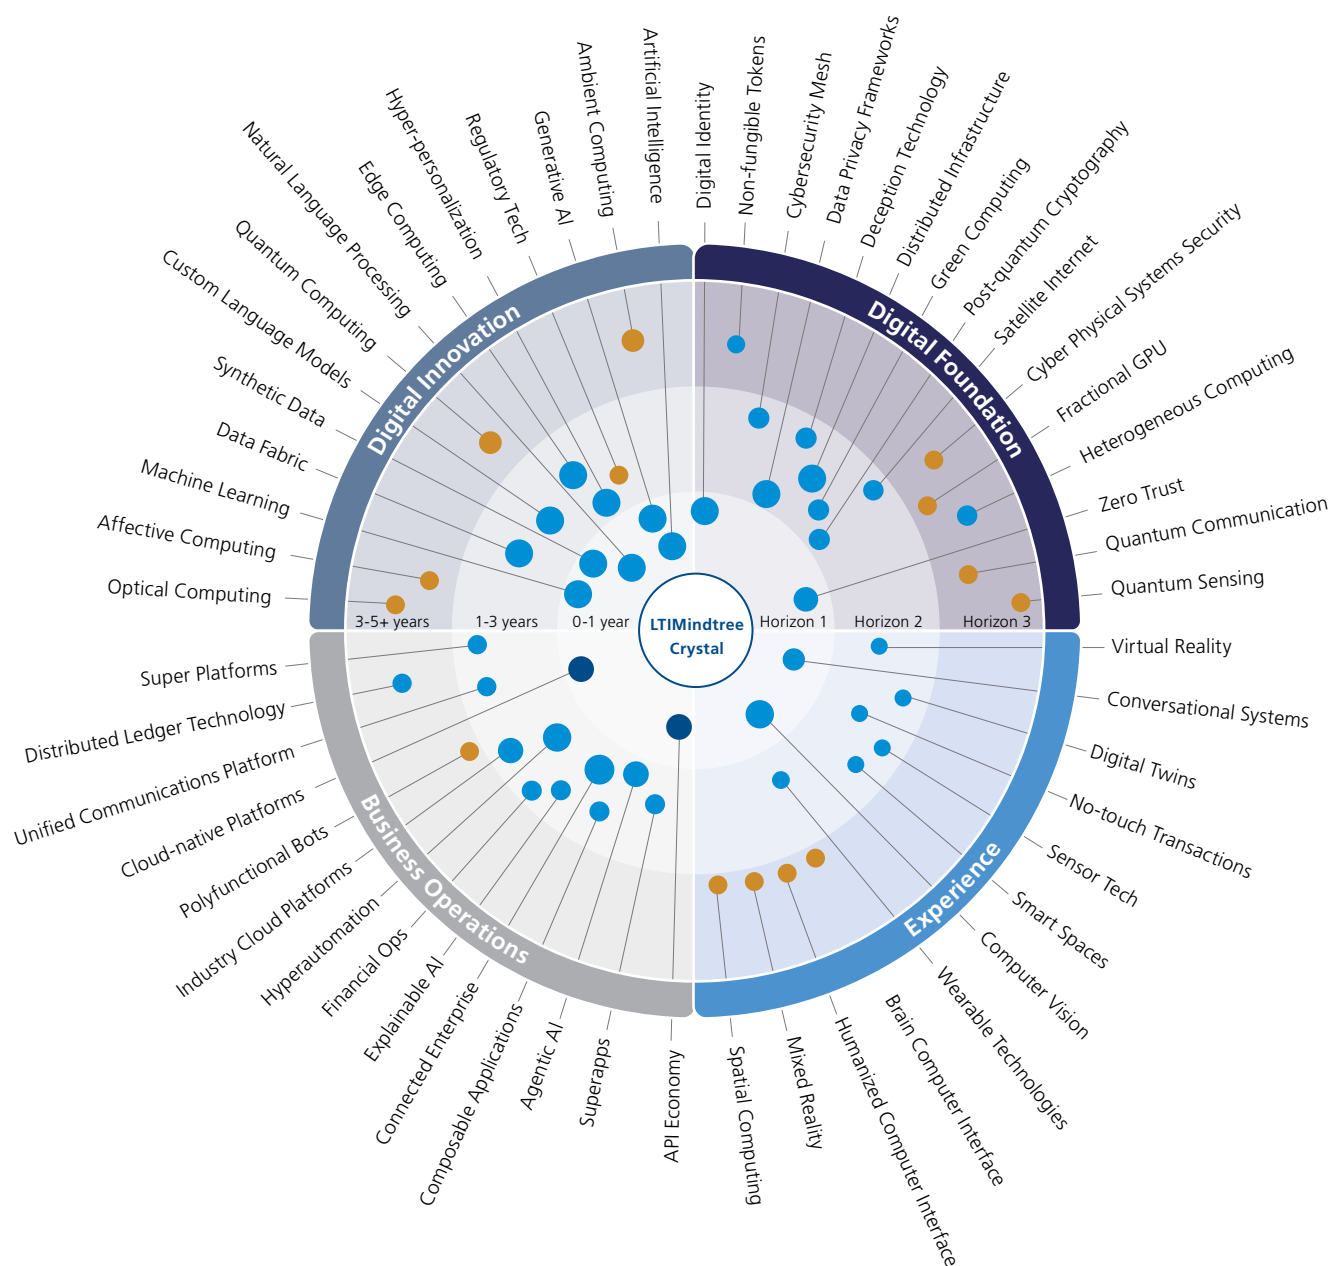 Artificial Intelligence
Ambient Computing
Generative AI
Regulatory Tech
Hyper-personalization
Edge Computing
Natural Language Processing
Quantum Computing
Custom Language Models
Synthetic Data
Data Fabric
Machine Learning
Affective Computing
Optical Computing
Digital Innovation
Digital Identity
Non-fungible Tokens
Cybersecurity Mesh
Data Privacy Frameworks
Deception Technology
Distributed Infrastructure
Green Computing
Post-quantum Cryptography
Satellite Internet
Cyber Physical Systems Security
Fractional GPU
Heterogeneous Computing
Zero Trust
Quantum Communication
Quantum Sensing
Digital Foundation
3-5+ years
1-3 years
0-1 year
LTIMindtree
Crystal
Horizon 1
Horizon 2
Horizon 3
Super Platforms
Distributed Ledger Technology
Unified Communications Platform
Cloud-native Platforms
Polyfunctional Bots
Industry Cloud Platforms
Hyperautomation
Financial Ops
Explainable AI
Connected Enterprise
Composable Applications
Agentic AI
Superapps
API Economy
Business Operations
Virtual Reality
Conversational Systems
Digital Twins
No-touch Transactions
Sensor Tech
Smart Spaces
Computer Vision
Wearable Technologies
Brain Computer Interface
Humanized Computer Interface
Mixed Reality
Spatial Computing
Experience